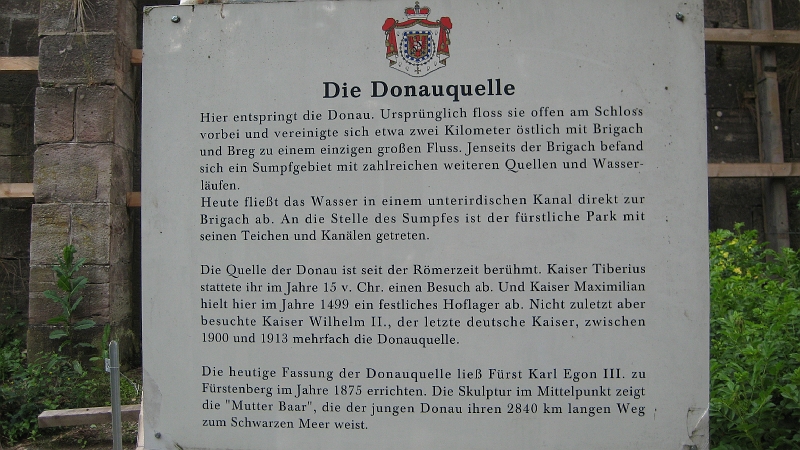 Die Donauquelle
Hier entspringt die Donau. Ursprünglich floss sie offen am Schloss
vorbei und vereinigte sich etwa zwei Kilometer östlich mit Brigach
und Breg zu einem einzigen großen Fluss. Jenseits der Brigach befand
sich ein Sumpfgebiet mit zahlreichen weiteren Quellen und Wasser-
läufen.
Heute fließt das Wasser in einem unterirdischen Kanal direkt zur
Brigach ab. An die Stelle des Sumpfes ist der fürstliche Park mit
seinen Teichen und Kanälen getreten.
Die Quelle der Donau ist seit der Römerzeit berühmt. Kaiser Tiberius
stattete ihr im Jahre 15 v. Chr. einen Besuch ab. Und Kaiser Maximilian
hielt hier im Jahre 1499 ein festliches Hoflager ab. Nicht zuletzt aber
besuchte Kaiser Wilhelm II., der letzte deutsche Kaiser, zwischen
1900 und 1913 mehrfach die Donauquelle.
Die heutige Fassung der Donauquelle ließ Fürst Karl Egon III. zu
Fürstenberg im Jahre 1875 errichten. Die Skulptur im Mittelpunkt zeigt
die "Mutter Baar", die der jungen Donau ihren 2840 km langen Weg
zum Schwarzen Meer weist.